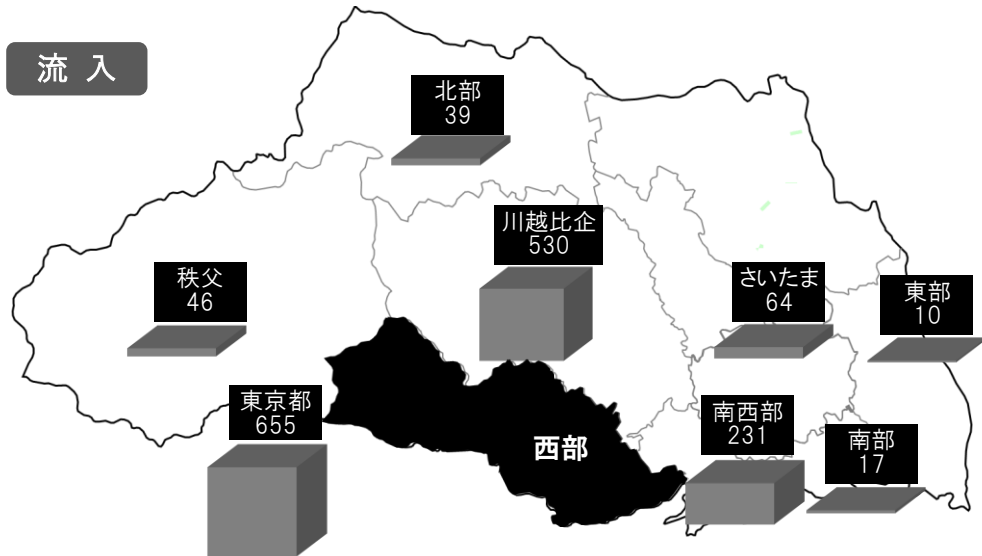 流 入
北部
39
川越比企
530
秩父
46
さいたま
64
東部
10
東京都
655
南西部
231
南部
17
西部